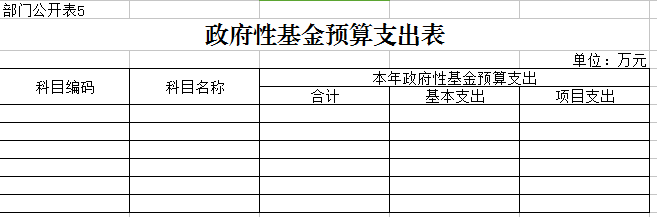 部门公开表5
政府性基金预算支出表
单位：万元
科目编码 科目名称 本年政府性基金预算支出
合计 基本支出 项目支出